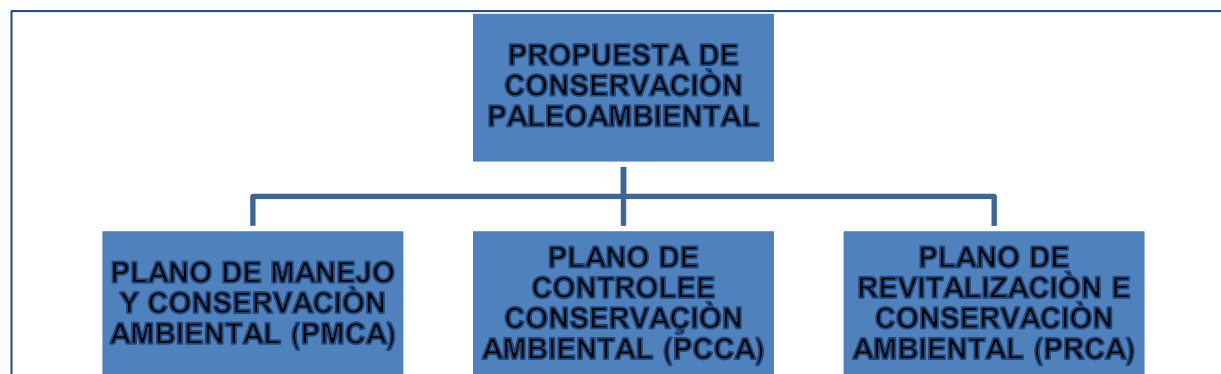 PROPUESTA DE
CONSERVACIÒN
PALEOAMBIENTAL
PLANO DE MANEJO
Y CONSERVACIÒN
AMBIENTAL (PMCA)
PLANO DE
CONTROLEE
CONSERVAÇIÒN
AMBIENTAL (PCCA)
PLANO DE
REVITALIZACIÒN E
CONSERVACIÒN
AMBIENTAL (PRCA)